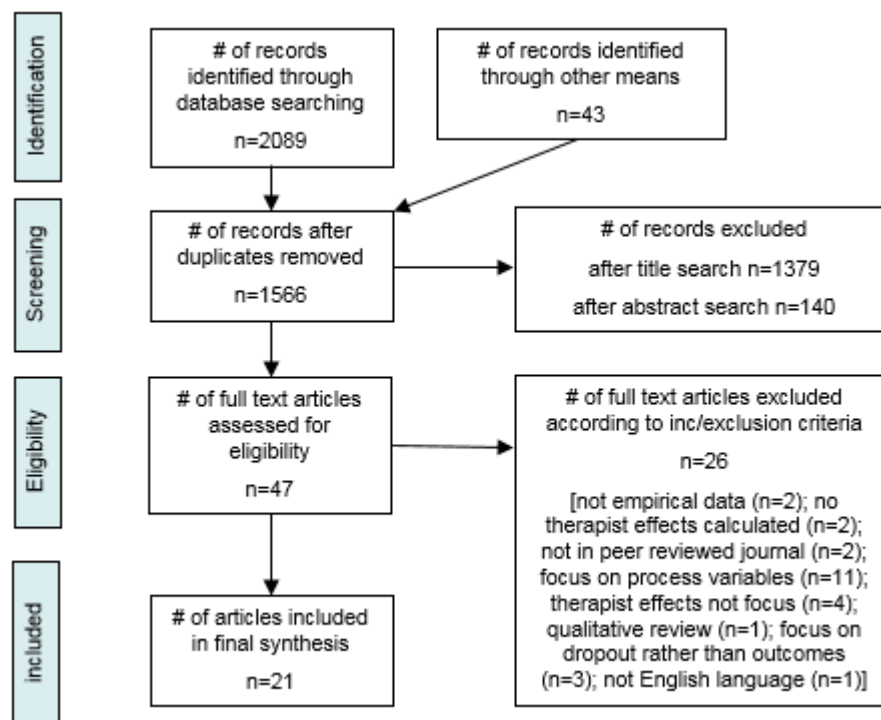 Identification
# of records
identified through
database searching
n=2089
# of records identified
through other means
n=43
Screening
# of records after
duplicates removed
n=1566
# of records excluded
after title search n=1379
after abstract search n=140
Eligibility
# of full text articles
assessed for
eligibility
n=47
# of full text articles excluded
according to inc/exclusion criteria
n=26
[not empirical data (n=2); no
therapist effects calculated (n=2);
not in peer reviewed journal (n=2);
focus on process variables (n=11);
therapist effects not focus (n=4);
qualitative review (n=1); focus on
dropout rather than outcomes
(n=3); not English language (n=1)]
included
# of articles included
in final synthesis
n=21